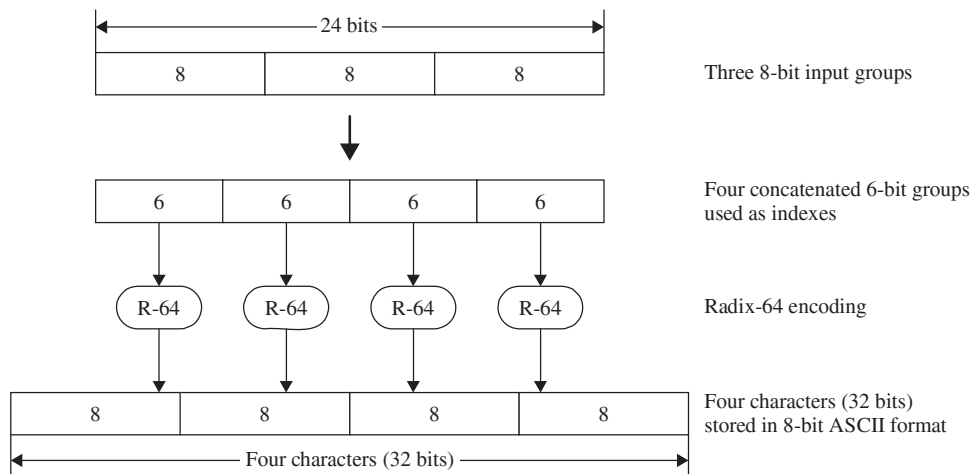 24 bits
8 8 8
Three 8-bit input groups
6 6 6 6
Four concatenated 6-bit groups
used as indexes
R-64 R-64 R-64 R-64
Radix-64 encoding
8 8 8 8
Four characters (32 bits)
stored in 8-bit ASCII format
Four characters (32 bits)